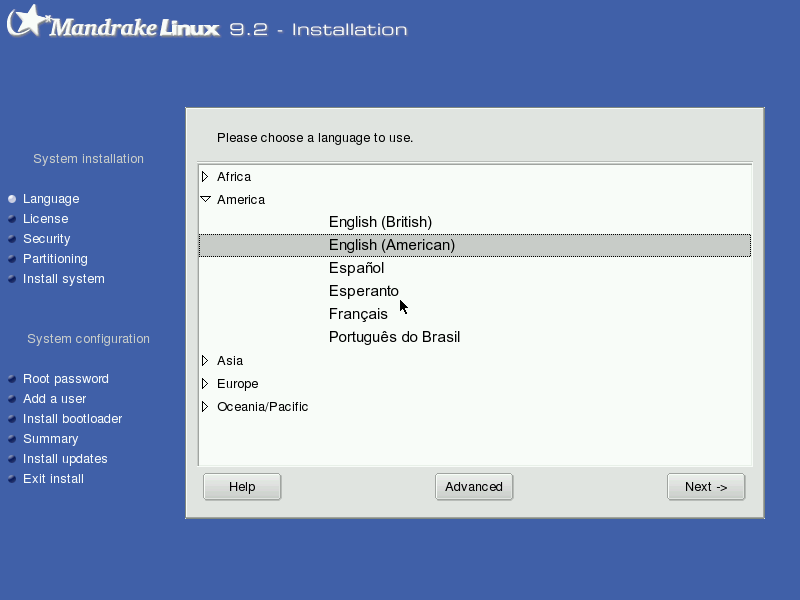 MandrakeLinux 9.2 - Installation
System installation
Language
License
Security
Partitioning
Install system
System configuration
Root password
Add a user
Install bootloader
Summary
Install updates
Exit install
Please choose a language to use.
Africa
America
English (British)
English (American)
Español
Esperanto
Français
Português do Brasil
Asia
Europe
Oceania/Pacific
Help
Advanced
Next ->